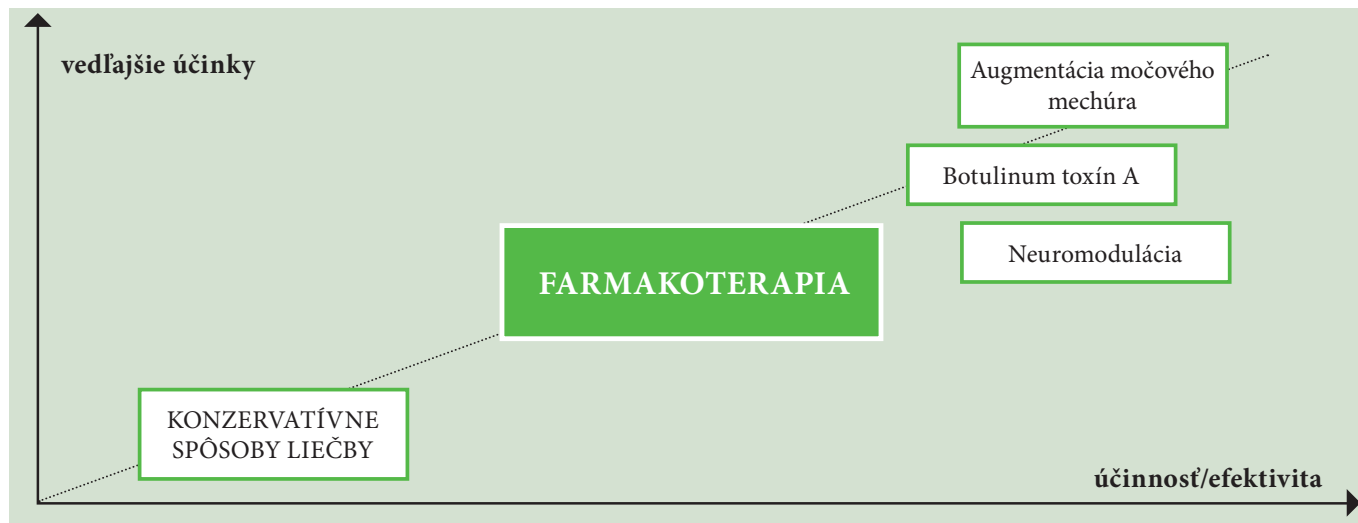 vedľajšie účinky
Augmentácia močového
mechúra
Botulinum toxín A
Neuromodulácia
FARMAKOTERAPIA
KONZERVATÍVNE
SPÔSOBY LIEČBY
účinnosť/efektivita